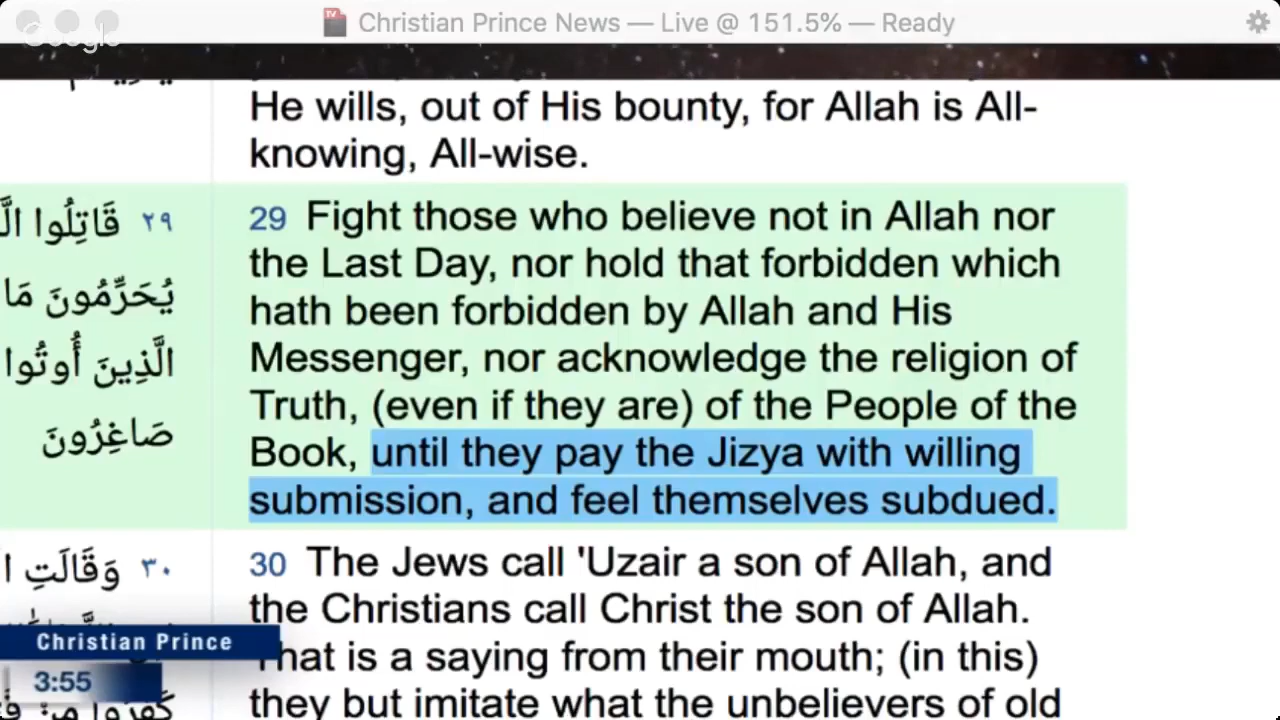 Christian Prince News — Live @ 151.5% — Ready
Google
He wills, out of His bounty, for Allah is All-
knowing, All-wise.
٢٩ قَاتِلُوا
29 Fight those who believe not in Allah nor
the Last Day, nor hold that forbidden which
يُحَرِّمُونَ مَا
hath been forbidden by Allah and His
Messenger, nor acknowledge the religion of
الَّذِينَ أُوتُوا
Truth, (even if they are) of the People of the
صَاغِرُونَ
Book, until they pay the Jizya with willing
submission, and feel themselves subdued.
٣٠ وَقَالَتِ
30 The Jews call 'Uzair a son of Allah, and
the Christians call Christ the son of Allah.
Christian Prince
That is a saying from their mouth; (in this)
3:55
they but imitate what the unbelievers of old